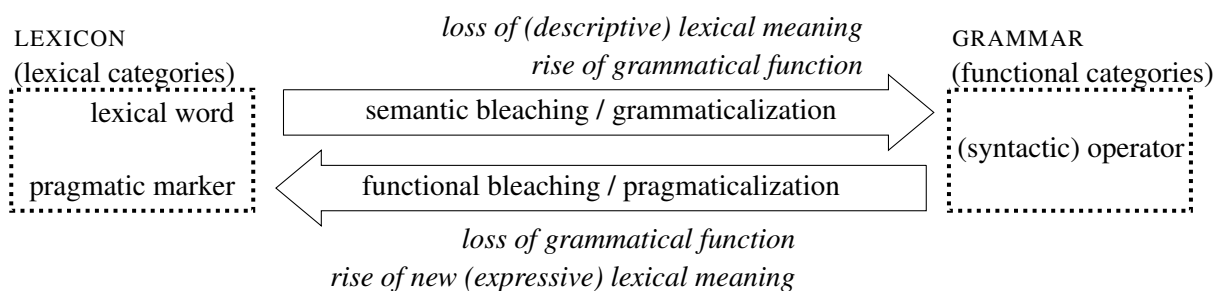 loss of (descriptive) lexical meaning
rise of grammatical function
LEXICON
(lexical categories)
GRAMMAR
(functional categories)
lexical word
semantic bleaching / grammaticalization
(syntactic) operator
pragmatic marker
functional bleaching / pragmaticalization
loss of grammatical function
rise of new (expressive) lexical meaning